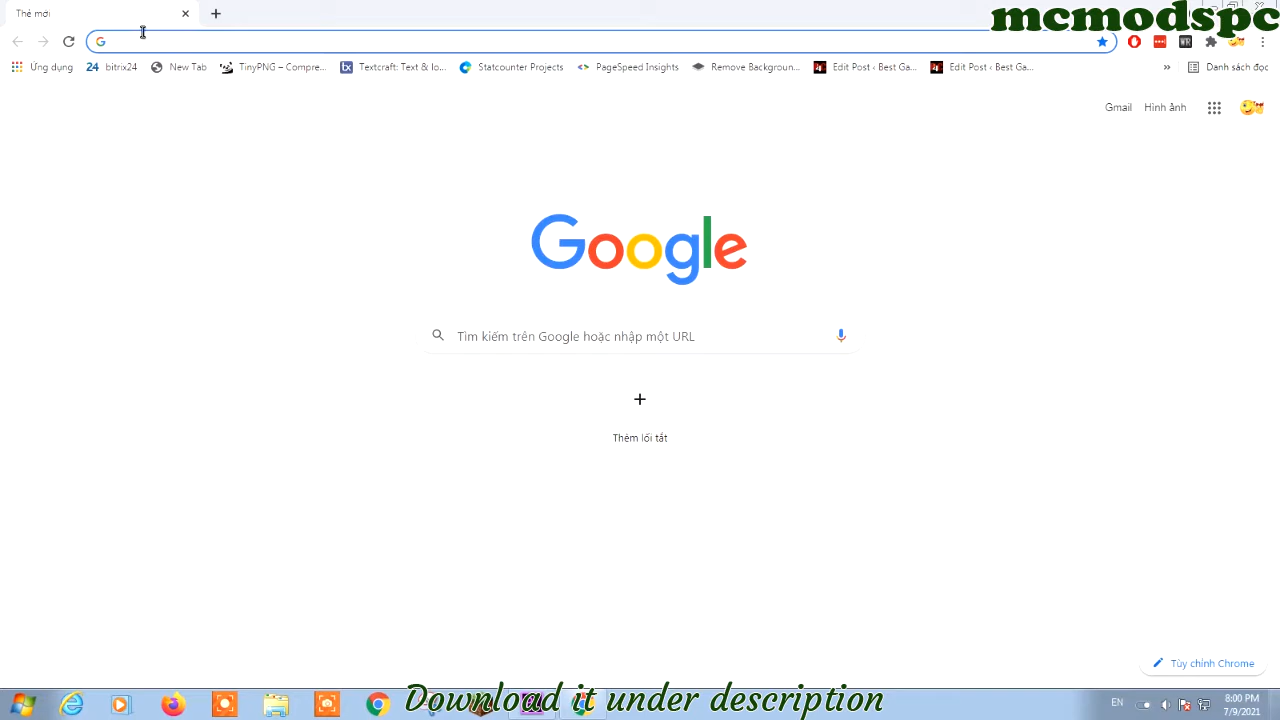 Thẻ mới
mcmodspc
Ứng dụng
24 bitrix24
New Tab
TinyPNG – Compre...
tx Textcraft: Text & Ic...
Statcounter Projects
PageSpeed Insights
Remove Backgroun...
Edit Post ‹ Best Ga...
Edit Post ‹ Best Ga...
»
Danh sách đọc
Gmail Hình ảnh
Google
Tìm kiếm trên Google hoặc nhập một URL
Thêm lối tắt
Tùy chỉnh Chrome
Download it under description
EN
8:00 PM
7/9/2021